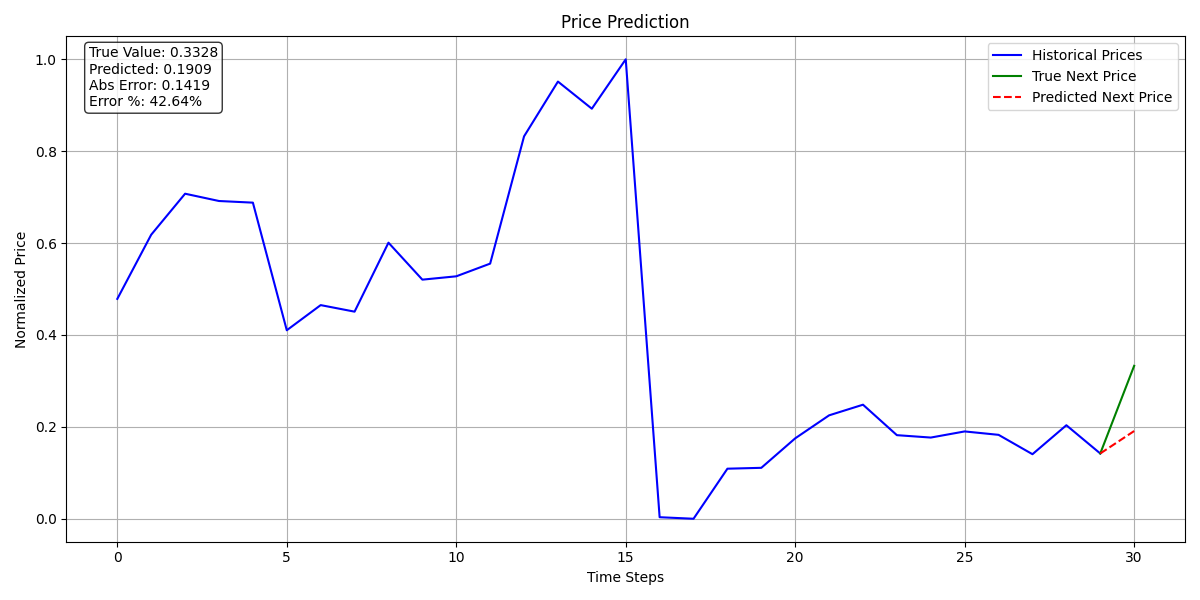 Price Prediction
True Value: 0.3328
Predicted: 0.1909
Abs Error: 0.1419
Error %: 42.64%
Historical Prices
True Next Price
Predicted Next Price
Normalized Price
1.0
0.8
0.6
0.4
0.2
0.0
0 5 10 15 20 25 30
Time Steps